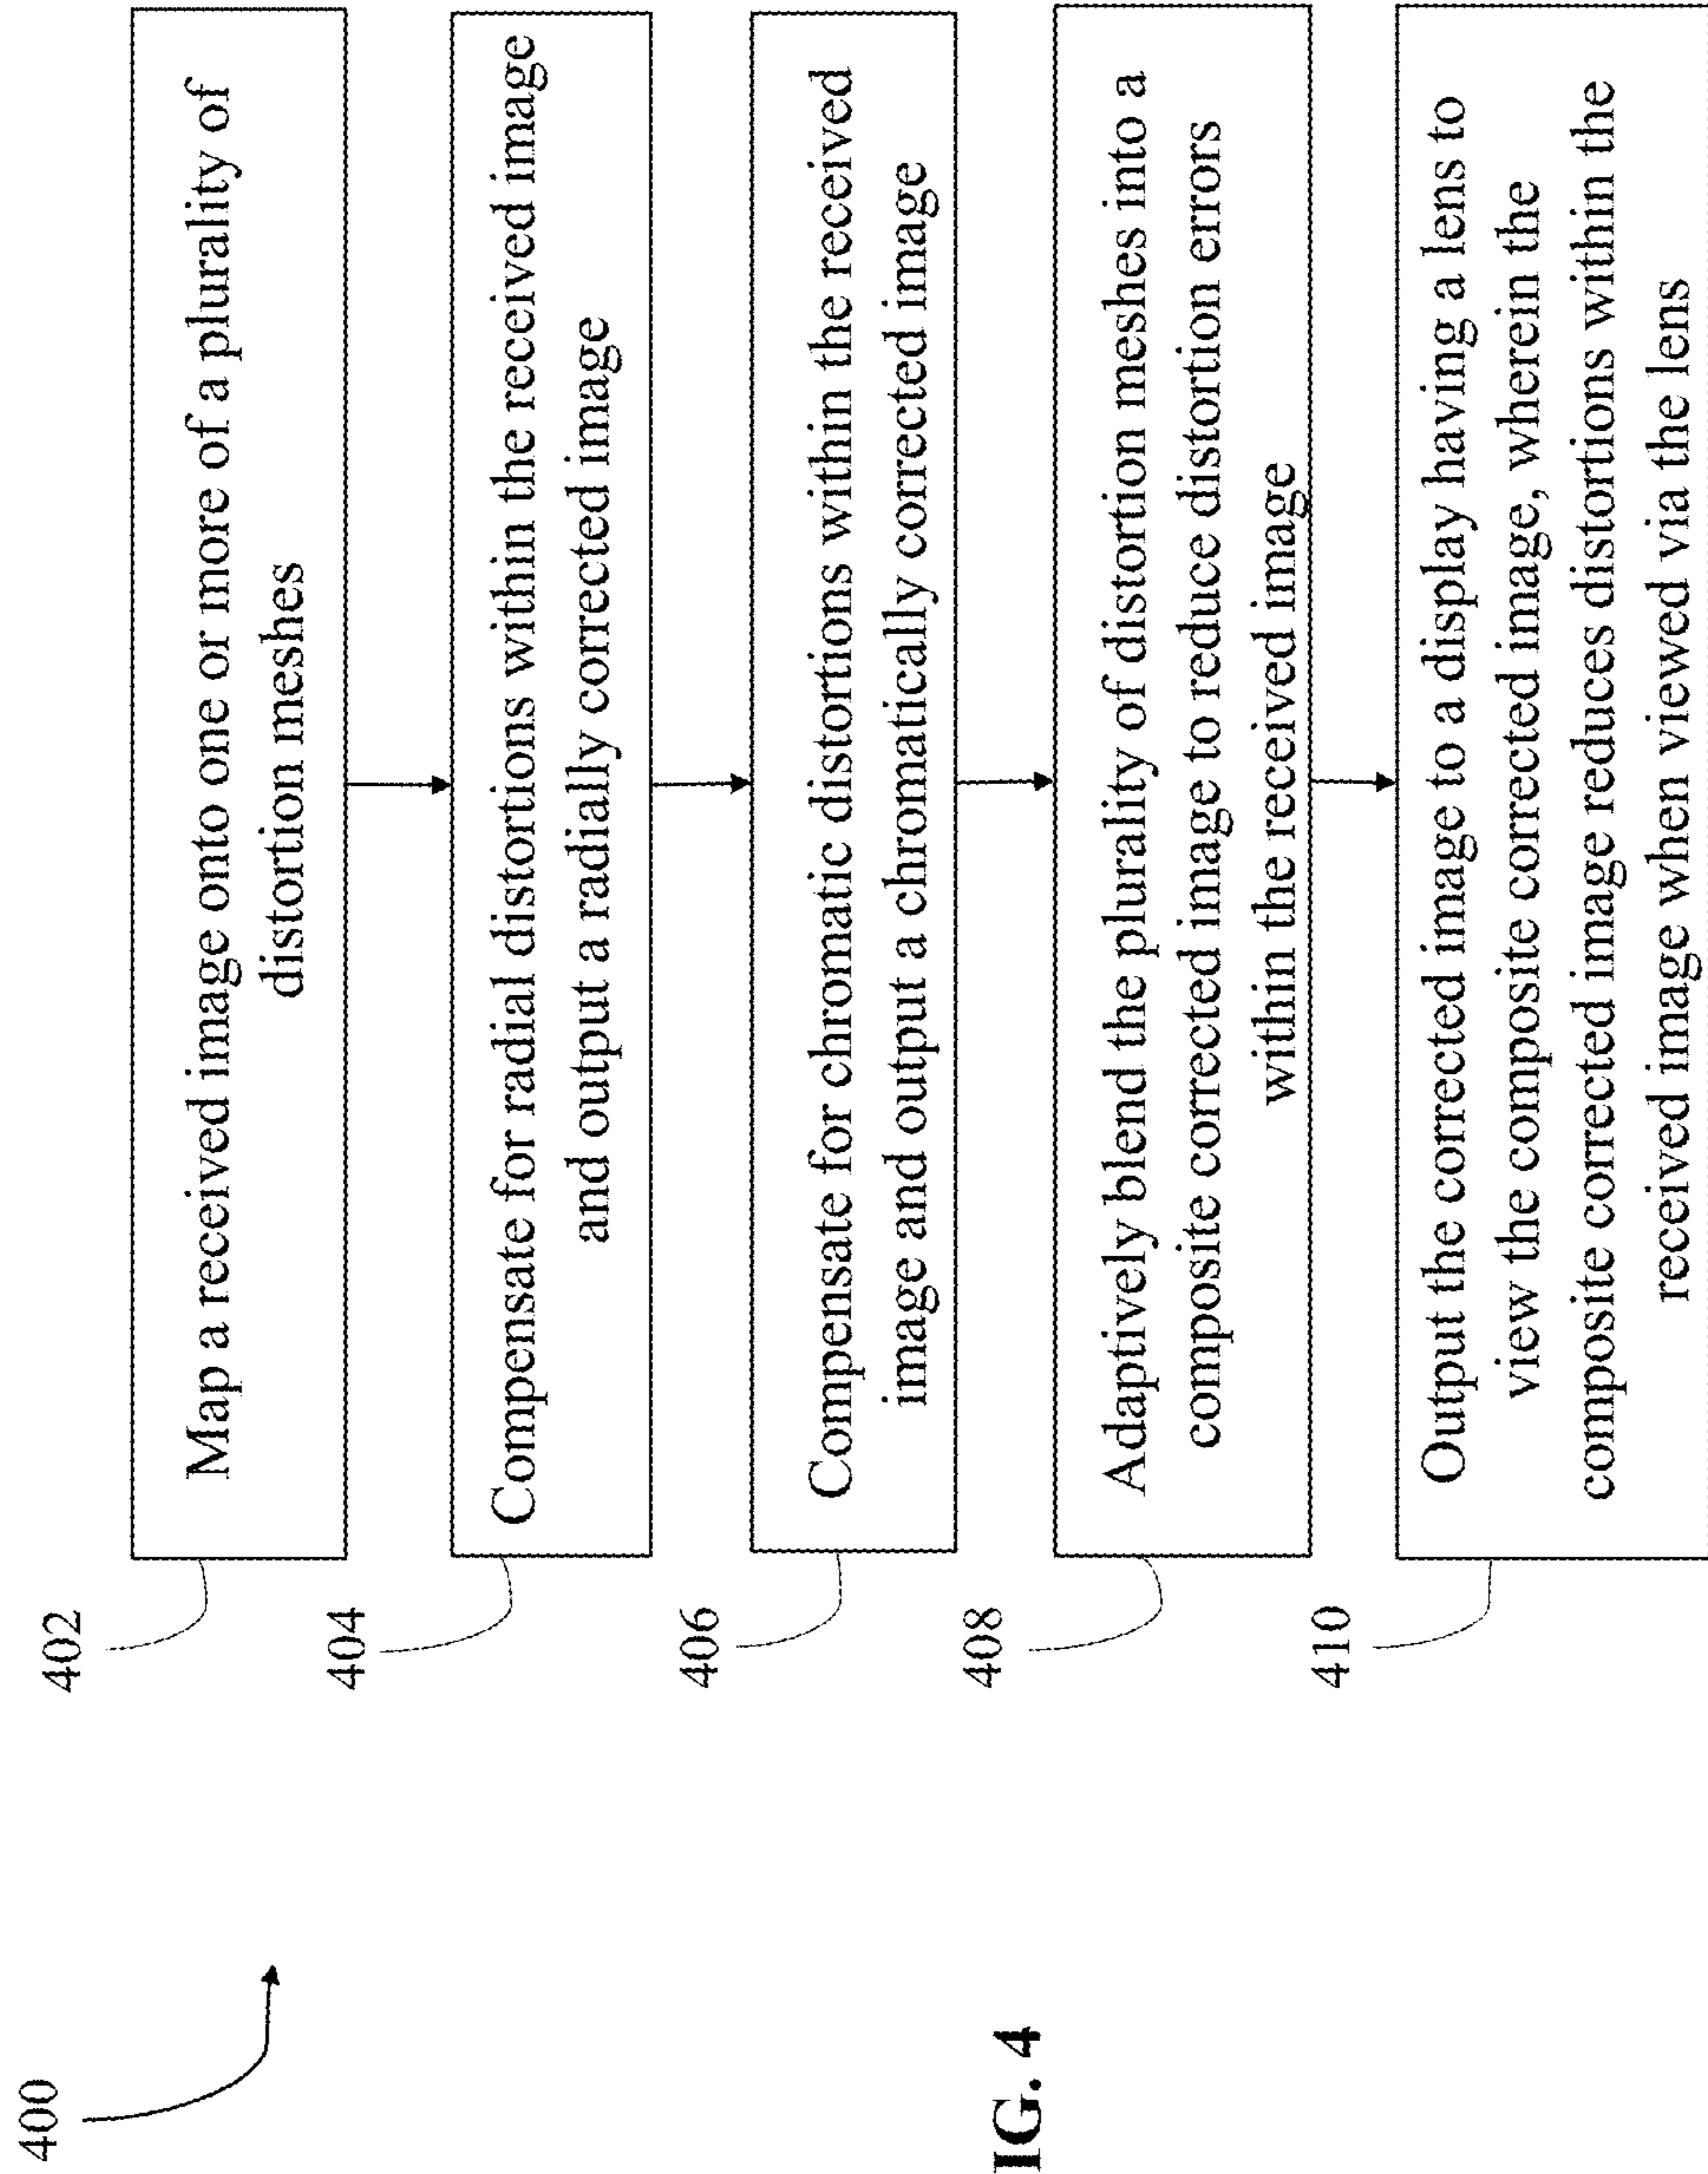 400
402
Map a received image onto one or more of a plurality of
distortion meshes
404
Compensate for radial distortions within the received image
and output a radially corrected image
406
Compensate for chromatic distortions within the received
image and output a chromatically corrected image
408
Adaptively blend the plurality of distortion meshes into a
composite corrected image to reduce distortion errors
within the received image
410
Output the corrected image to a display having a lens to
view the composite corrected image, wherein the
composite corrected image reduces distortions within the
received image when viewed via the lens
IG. 4